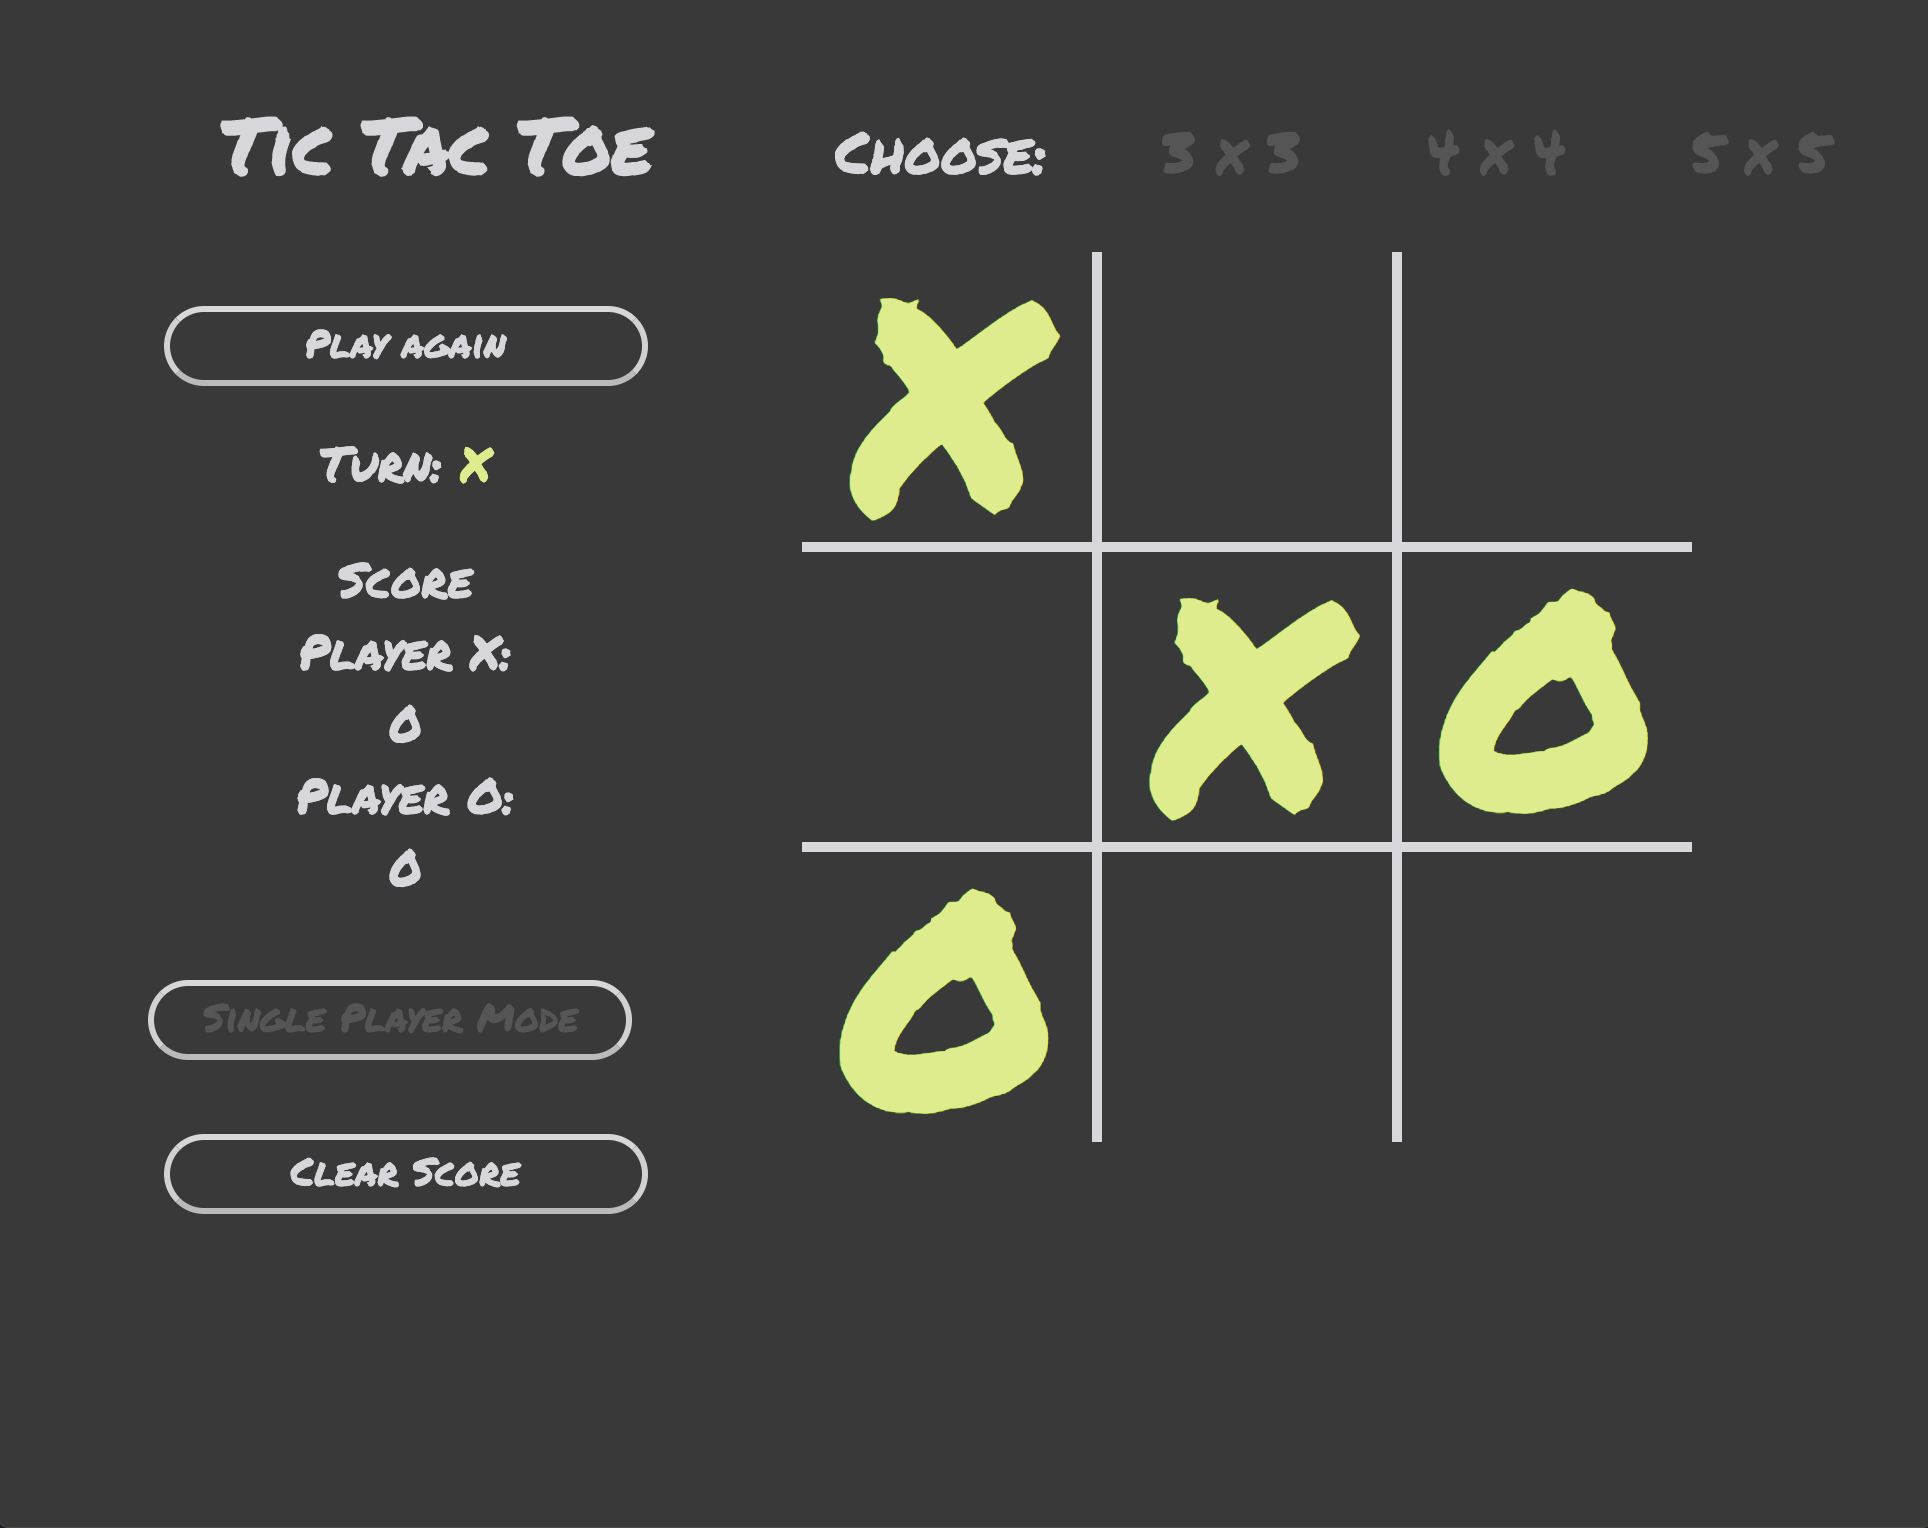 Tic Tac Toe
Choose:
3 x 3
4 x 4
5 x 5
Play again
Turn: X
Score
Player X:
0
Player O:
0
Single Player Mode
Clear Score
X
X O
O